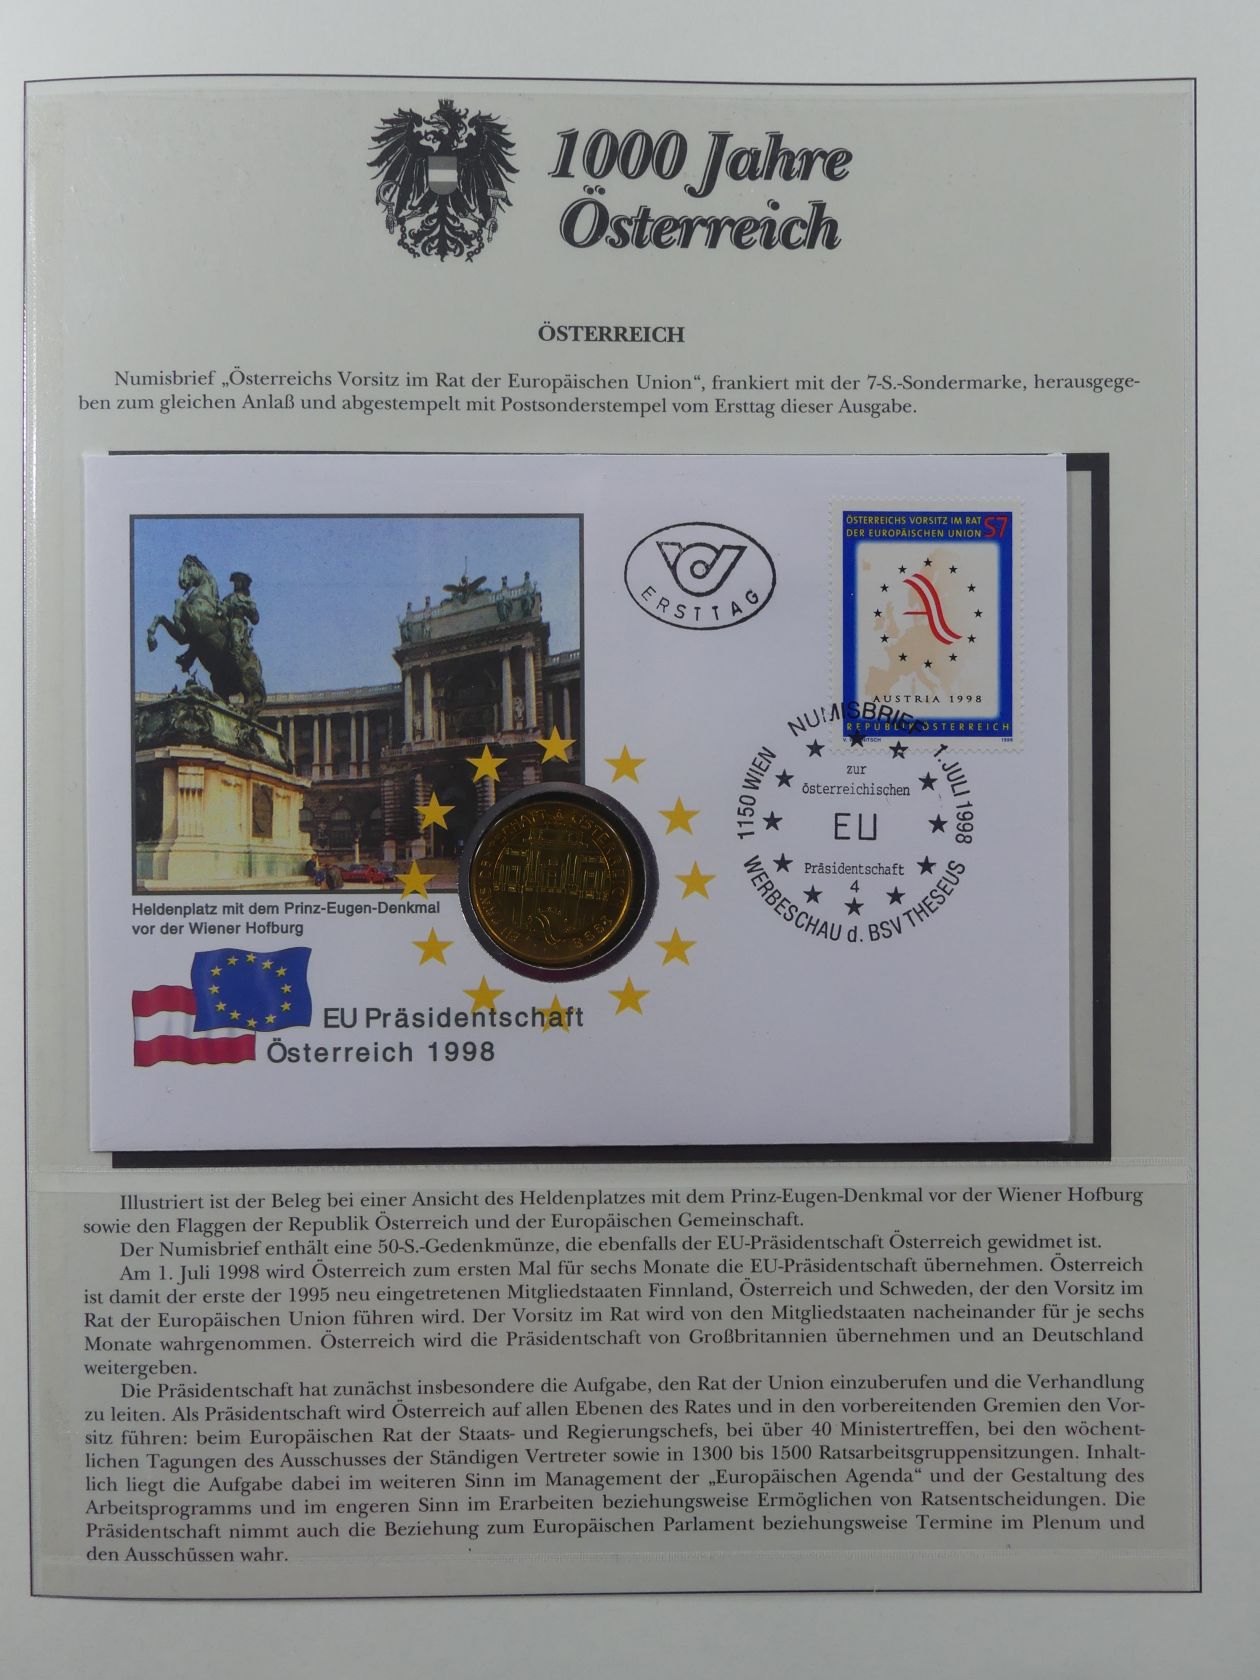 1000 Jahre
Österreich
ÖSTERREICH
Numisbrief „Österreichs Vorsitz im Rat der Europäischen Union“, frankiert mit der 7-S.-Sondermarke, herausgege-
ben zum gleichen Anlaß und abgestempelt mit Postsonderstempel vom Ersttag dieser Ausgabe.
ERSTTAG
ÖSTERREICHS VORSITZ IM RAT S7
DER EUROPÄISCHEN UNION
AUSTRIA 1998
REPUBLIK ÖSTERREICH
1998
NUMISBRIEF 1. JULI 1998
1150 WIEN
zur
österreichischen
EU
Präsidentschaft
4
WERBESCHAU d. BSV THESEUS
EU PRÄSIDENTSCHAFT ÖSTERREICH
1998
Heldenplatz mit dem Prinz-Eugen-Denkmal
vor der Wiener Hofburg
EU Präsidentschaft
Österreich 1998
Illustriert ist der Beleg bei einer Ansicht des Heldenplatzes mit dem Prinz-Eugen-Denkmal vor der Wiener Hofburg
sowie den Flaggen der Republik Österreich und der Europäischen Gemeinschaft.
Der Numisbrief enthält eine 50-S.-Gedenkmünze, die ebenfalls der EU-Präsidentschaft Österreich gewidmet ist.
Am 1. Juli 1998 wird Österreich zum ersten Mal für sechs Monate die EU-Präsidentschaft übernehmen. Österreich
ist damit der erste der 1995 neu eingetretenen Mitgliedstaaten Finnland, Österreich und Schweden, der den Vorsitz im
Rat der Europäischen Union führen wird. Der Vorsitz im Rat wird von den Mitgliedstaaten nacheinander für je sechs
Monate wahrgenommen. Österreich wird die Präsidentschaft von Großbritannien übernehmen und an Deutschland
weitergeben.
Die Präsidentschaft hat zunächst insbesondere die Aufgabe, den Rat der Union einzuberufen und die Verhandlung
zu leiten. Als Präsidentschaft wird Österreich auf allen Ebenen des Rates und in den vorbereitenden Gremien den Vor-
sitz führen: beim Europäischen Rat der Staats- und Regierungschefs, bei über 40 Ministertreffen, bei den wöchent-
lichen Tagungen des Ausschusses der Ständigen Vertreter sowie in 1300 bis 1500 Ratsarbeitsgruppensitzungen. Inhalt-
lich liegt die Aufgabe dabei im weiteren Sinn im Management der „Europäischen Agenda“ und der Gestaltung des
Arbeitsprogramms und im engeren Sinn im Erarbeiten beziehungsweise Ermöglichen von Ratsentscheidungen. Die
Präsidentschaft nimmt auch die Beziehung zum Europäischen Parlament beziehungsweise Termine im Plenum und
den Ausschüssen wahr.